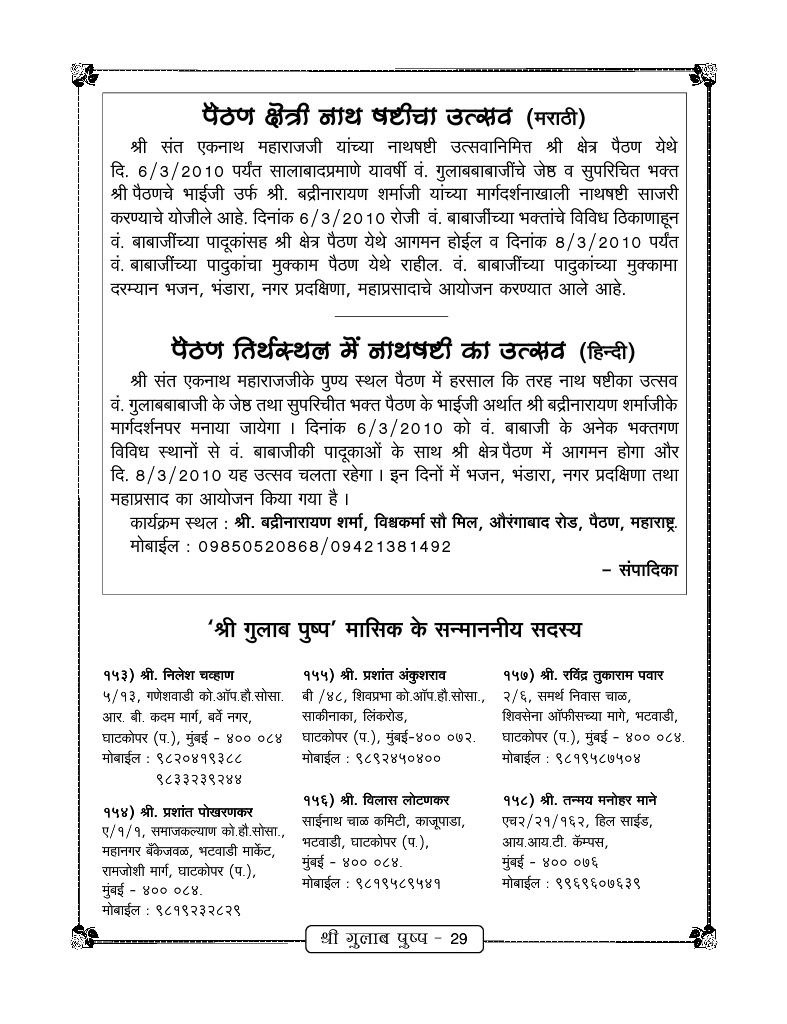 पैठण क्षेत्री नाथ षष्टीचा उत्सव (मराठी)
श्री संत एकनाथ महाराजजी यांच्या नाथषष्टी उत्सवानिमित्त श्री क्षेत्र पैठण येथे
दि. 6/3/2010 पर्यंत सालाबादप्रमाणे यावर्षी वं. गुलाबबाबाजींचे जेष्ठ व सुपरिचित भक्त
श्री पैठणचे भाईजी उर्फ श्री. बद्रीनारायण शर्माजी यांच्या मार्गदर्शनाखाली नाथषष्टी साजरी
करण्याचे योजीले आहे. दिनांक 6/3/2010 रोजी वं. बाबाजींच्या भक्तांचे विविध ठिकाणाहून
वं. बाबाजींच्या पादूकांसह श्री क्षेत्र पैठण येथे आगमन होईल व दिनांक 8/3/2010 पर्यंत
वं. बाबाजींच्या पादुकांचा मुक्काम पैठण येथे राहील. वं. बाबाजींच्या पादुकांच्या मुक्कामा
दरम्यान भजन, भंडारा, नगर प्रदक्षिणा, महाप्रसादाचे आयोजन करण्यात आले आहे.
पैठण तिर्थस्थल में नाथषष्टी का उत्सव (हिन्दी)
श्री संत एकनाथ महाराजजीके पुण्य स्थल पैठण में हरसाल कि तरह नाथ षष्टीका उत्सव
वं. गुलाबबाबाजी के जेष्ठ तथा सुपरिचीत भक्त पैठण के भाईजी अर्थात श्री बद्रीनारायण शर्माजीके
मार्गदर्शनपर मनाया जायेगा । दिनांक 6/3/2010 को वं. बाबाजी के अनेक भक्तगण
विविध स्थानों से वं. बाबाजीकी पादूकाओं के साथ श्री क्षेत्र पैठण में आगमन होगा और
दि. 8/3/2010 यह उत्सव चलता रहेगा । इन दिनों में भजन, भंडारा, नगर प्रदक्षिणा तथा
महाप्रसाद का आयोजन किया गया है ।
कार्यक्रम स्थल : श्री. बद्रीनारायण शर्मा, विश्वकर्मा सौ मिल, औरंगाबाद रोड, पैठण, महाराष्ट्र.
मोबाईल : 09850520868/09421381492
– संपादिका
‘श्री गुलाब पुष्प’ मासिक के सन्माननीय सदस्य
१५३) श्री. निलेश चव्हाण
५/१३, गणेशवाडी को.ऑप.हौ.सोसा.
आर. बी. कदम मार्ग, बर्वे नगर,
घाटकोपर (प.), मुंबई - ४०० ०८४
मोबाईल : ९८२०४१९३८८
९८३३२३९२४४
१५४) श्री. प्रशांत पोखरणकर
ए/१/१, समाजकल्याण को.हौ.सोसा.,
महानगर बँकेजवळ, भटवाडी मार्केट,
रामजोशी मार्ग, घाटकोपर (प.),
मुंबई - ४०० ०८४.
मोबाईल : ९८१९२३२८२९
१५५) श्री. प्रशांत अंकुशराव
बी /४८, शिवप्रभा को.ऑप.हौ.सोसा.,
साकीनाका, लिंकरोड,
घाटकोपर (प.), मुंबई-४०० ०७२.
मोबाईल : ९८९२४५०४००
१५६) श्री. विलास लोटणकर
साईनाथ चाळ कमिटी, काजूपाडा,
भटवाडी, घाटकोपर (प.),
मुंबई - ४०० ०८४.
मोबाईल : ९८१९५८९५४१
१५७) श्री. रविंद्र तुकाराम पवार
२/६, समर्थ निवास चाळ,
शिवसेना ऑफीसच्या मागे, भटवाडी,
घाटकोपर (प.), मुंबई - ४०० ०८४.
मोबाईल : ९८१९५८७५०४
१५८) श्री. तन्मय मनोहर माने
एच२/२१/१६२, हिल साईड,
आय.आय.टी. कॅम्पस,
मुंबई - ४०० ०७६
मोबाईल : ९९६९६०७६३९
श्री गुलाब पुष्प - 29